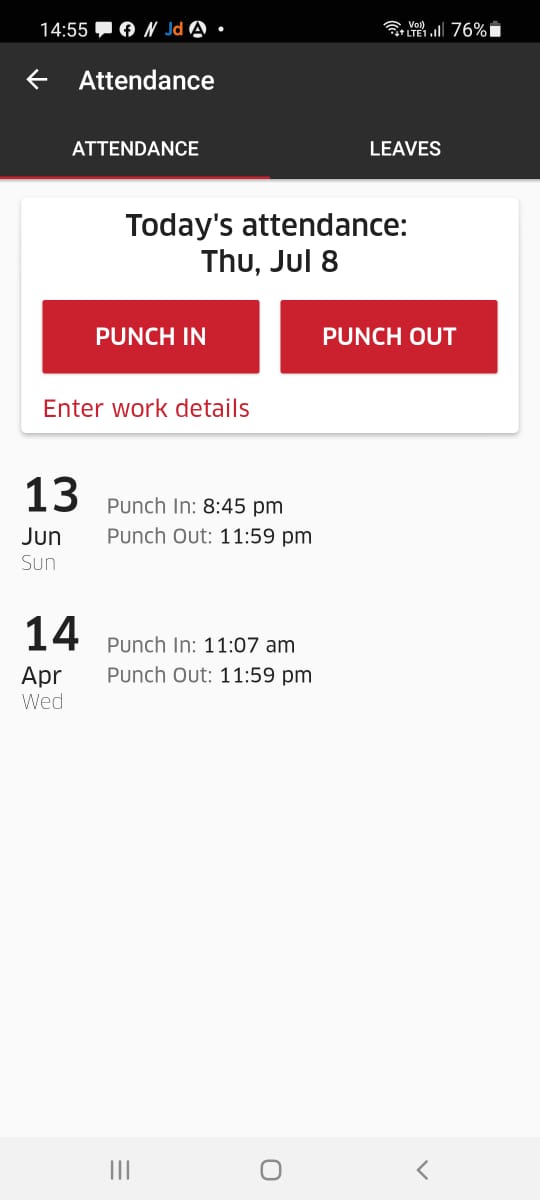 14:55 Jd Vo)) LTE1 76%
Attendance
ATTENDANCE LEAVES
Today's attendance:
Thu, Jul 8
PUNCH IN PUNCH OUT
Enter work details
13
Jun
Sun
Punch In: 8:45 pm
Punch Out: 11:59 pm
14
Apr
Wed
Punch In: 11:07 am
Punch Out: 11:59 pm